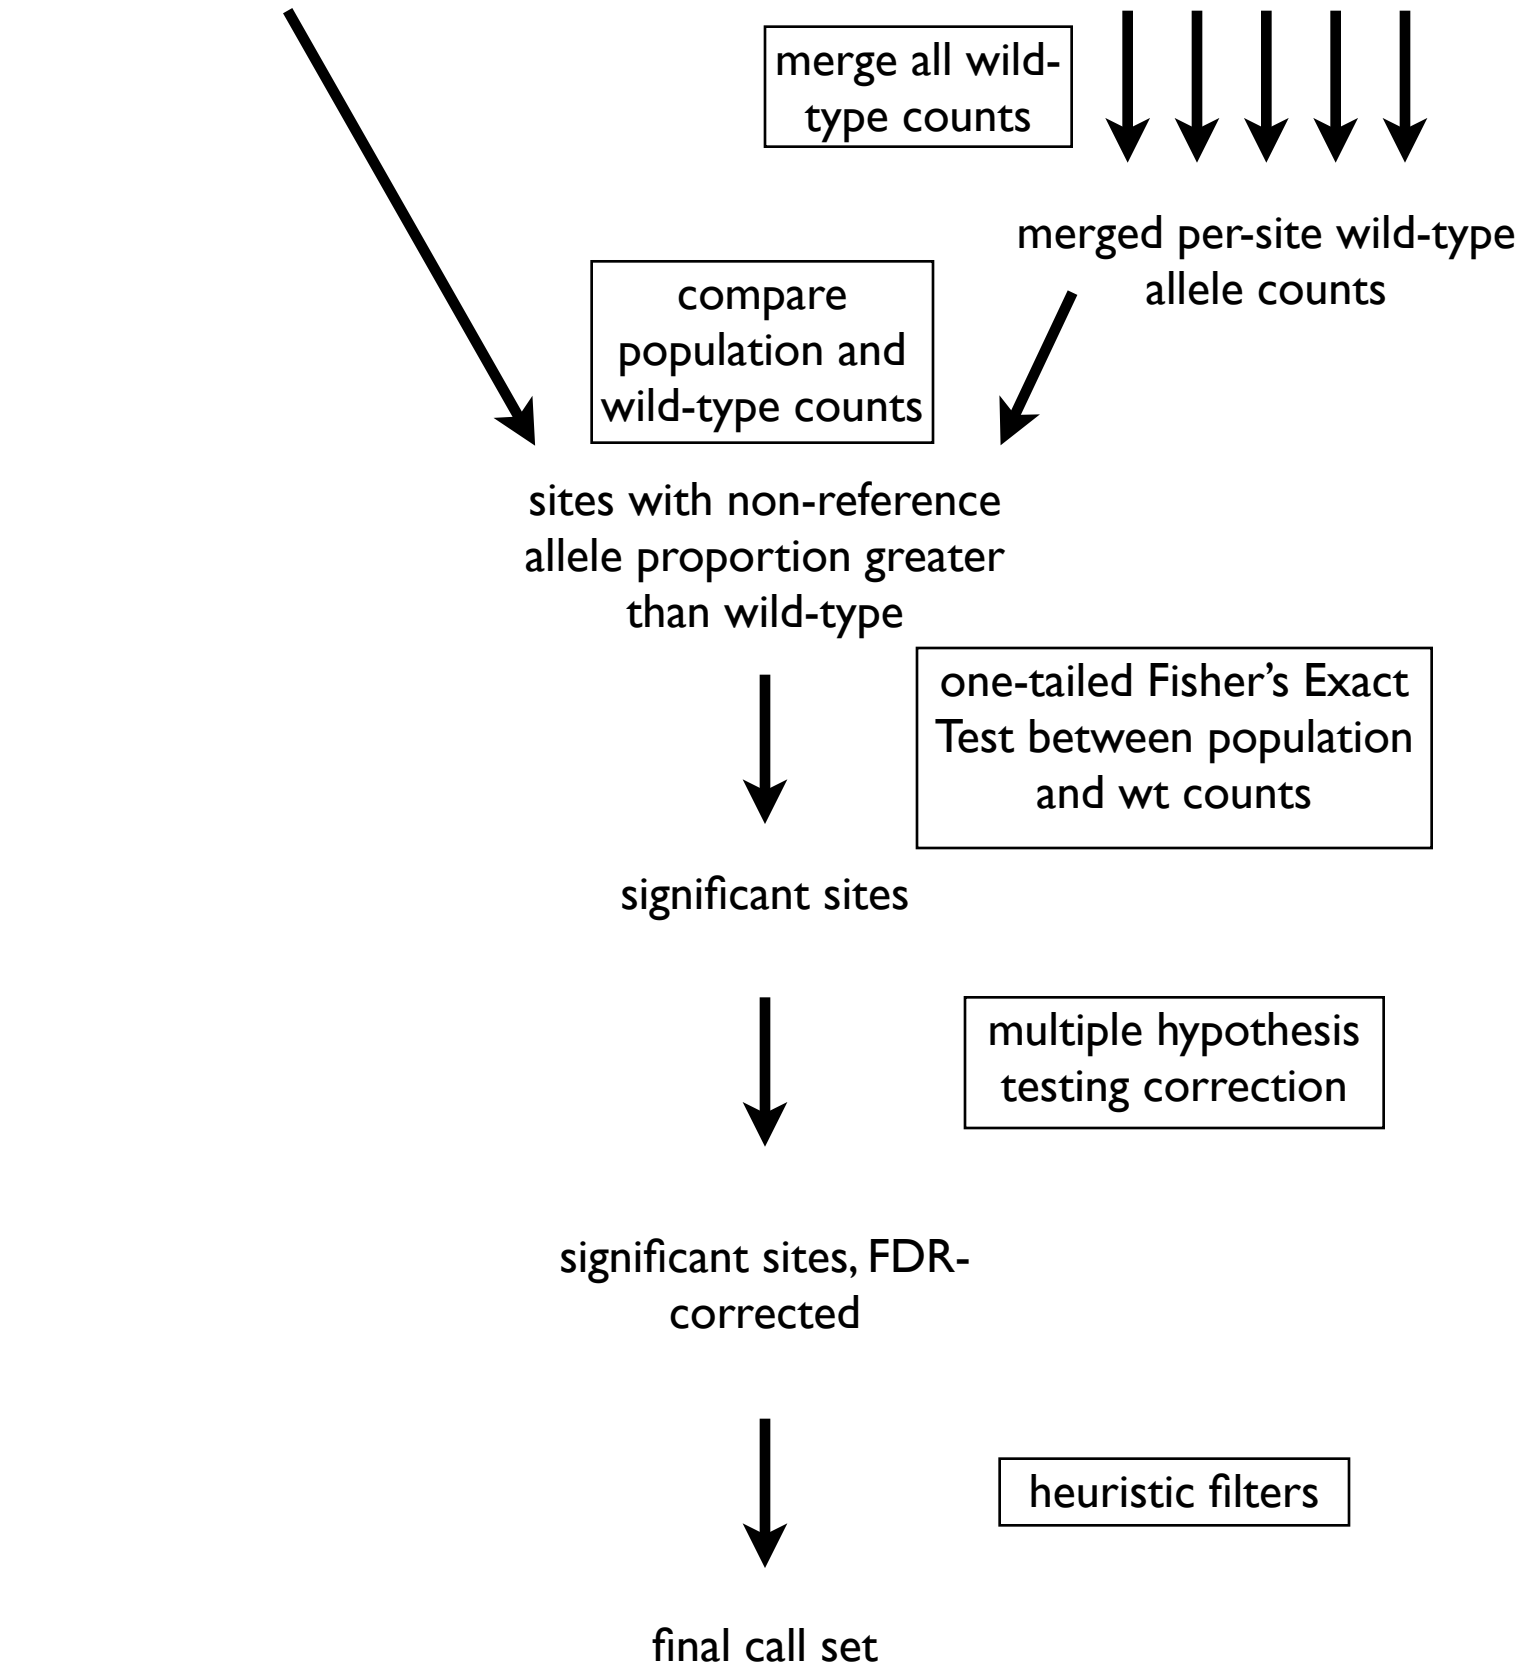 merge all wild-
type counts
merged per-site wild-type
allele counts
compare
population and
wild-type counts
sites with non-reference
allele proportion greater
than wild-type
one-tailed Fisher’s Exact
Test between population
and wt counts
significant sites
multiple hypothesis
testing correction
significant sites, FDR-
corrected
heuristic filters
final call set